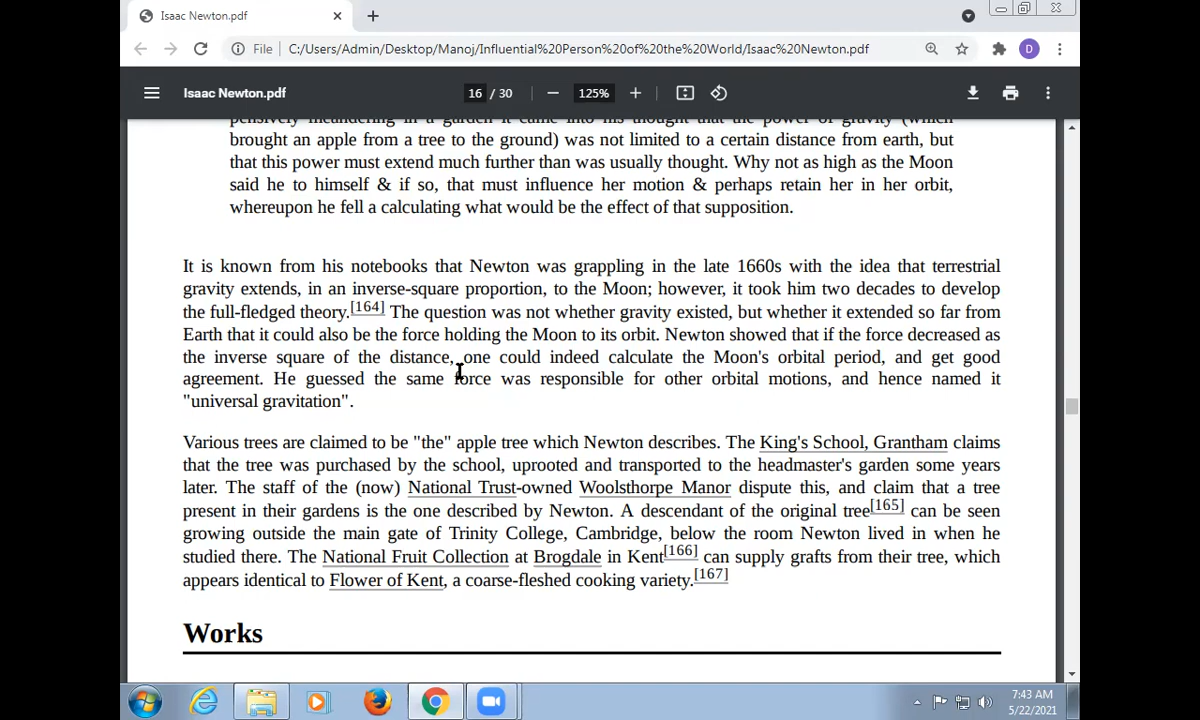 Isaac Newton.pdf
File
C:/Users/Admin/Desktop/Manoj/Influential%20Person%20of%20the%20World/Isaac%20Newton.pdf
D
Isaac Newton.pdf
16 / 30
125%
pensively meandering in a garden it came into his thought that the power of gravity (which
brought an apple from a tree to the ground) was not limited to a certain distance from earth, but
that this power must extend much further than was usually thought. Why not as high as the Moon
said he to himself & if so, that must influence her motion & perhaps retain her in her orbit,
whereupon he fell a calculating what would be the effect of that supposition.
It is known from his notebooks that Newton was grappling in the late 1660s with the idea that terrestrial
gravity extends, in an inverse-square proportion, to the Moon; however, it took him two decades to develop
the full-fledged theory.[164] The question was not whether gravity existed, but whether it extended so far from
Earth that it could also be the force holding the Moon to its orbit. Newton showed that if the force decreased as
the inverse square of the distance, one could indeed calculate the Moon's orbital period, and get good
agreement. He guessed the same force was responsible for other orbital motions, and hence named it
"universal gravitation".
Various trees are claimed to be "the" apple tree which Newton describes. The King's School, Grantham claims
that the tree was purchased by the school, uprooted and transported to the headmaster's garden some years
later. The staff of the (now) National Trust-owned Woolsthorpe Manor dispute this, and claim that a tree
present in their gardens is the one described by Newton. A descendant of the original tree[165] can be seen
growing outside the main gate of Trinity College, Cambridge, below the room Newton lived in when he
studied there. The National Fruit Collection at Brogdale in Kent[166] can supply grafts from their tree, which
appears identical to Flower of Kent, a coarse-fleshed cooking variety.[167]
Works
7:43 AM
5/22/2021